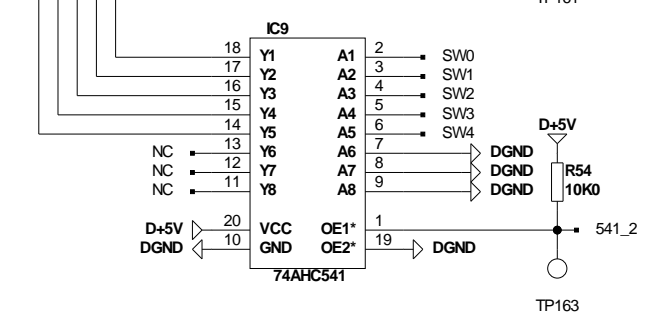 IC9
18 Y1 A1 2 SW0
17 Y2 A2 3 SW1
16 Y3 A3 4 SW2
15 Y4 A4 5 SW3
14 Y5 A5 6 SW4
D+5V
NC 13 Y6 A6 7 DGND
NC 12 Y7 A7 8 DGND
R54
NC 11 Y8 A8 9 DGND
10K0
D+5V 20 VCC OE1* 1 541_2
DGND 10 GND OE2* 19 DGND
74AHC541
TP163